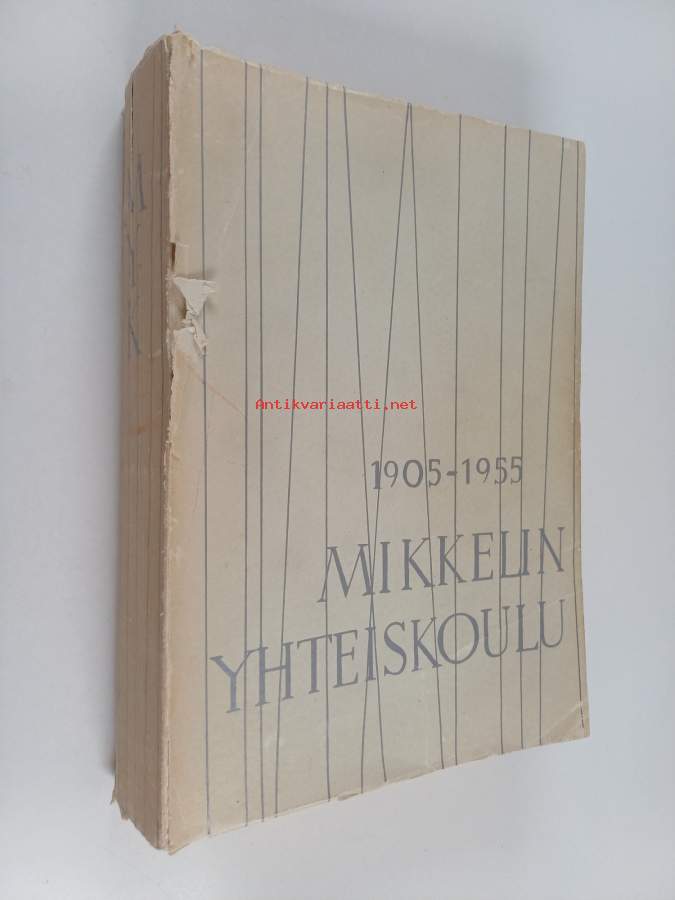 M Y K
Antikvariaatti.net
1905-1955
MIKKELIN
YHTEISKOULU